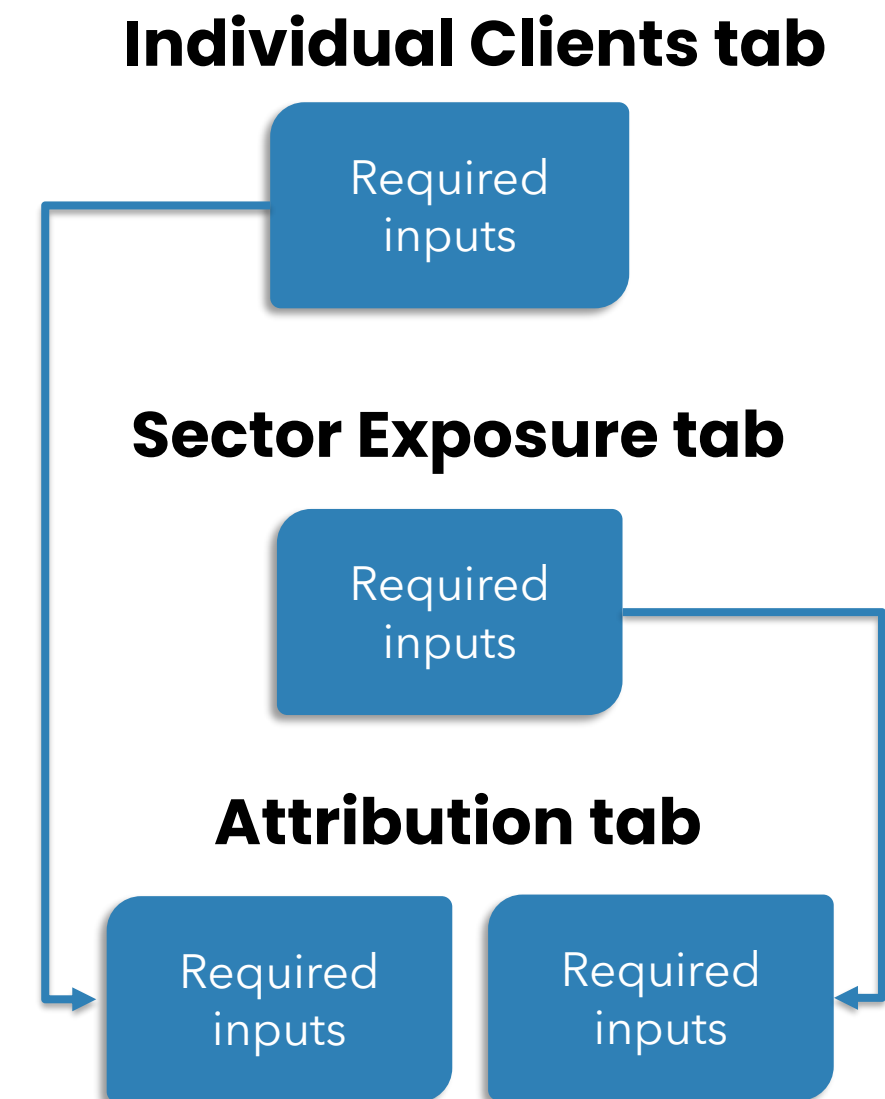 Individual Clients tab
Required
inputs
Sector Exposure tab
Required
inputs
Attribution tab
Required
inputs
Required
inputs